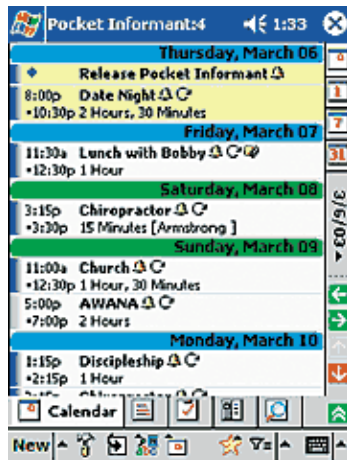 Pocket Informant:4 1:33
Thursday, March 06
Release Pocket Informant
8:00p Date Night
•10:30p 2 Hours, 30 Minutes
Friday, March 07
11:30a Lunch with Bobby
•12:30p 1 Hour
Saturday, March 08
3:15p Chiropractor
•3:30p 15 Minutes [Armstrong ]
Sunday, March 09
11:00a Church
•12:30p 1 Hour, 30 Minutes
5:00p AWANA
•7:00p 2 Hours
Monday, March 10
1:15p Discipleship
•2:15p 1 Hour
1
7
31
3/6/03
Calendar
New